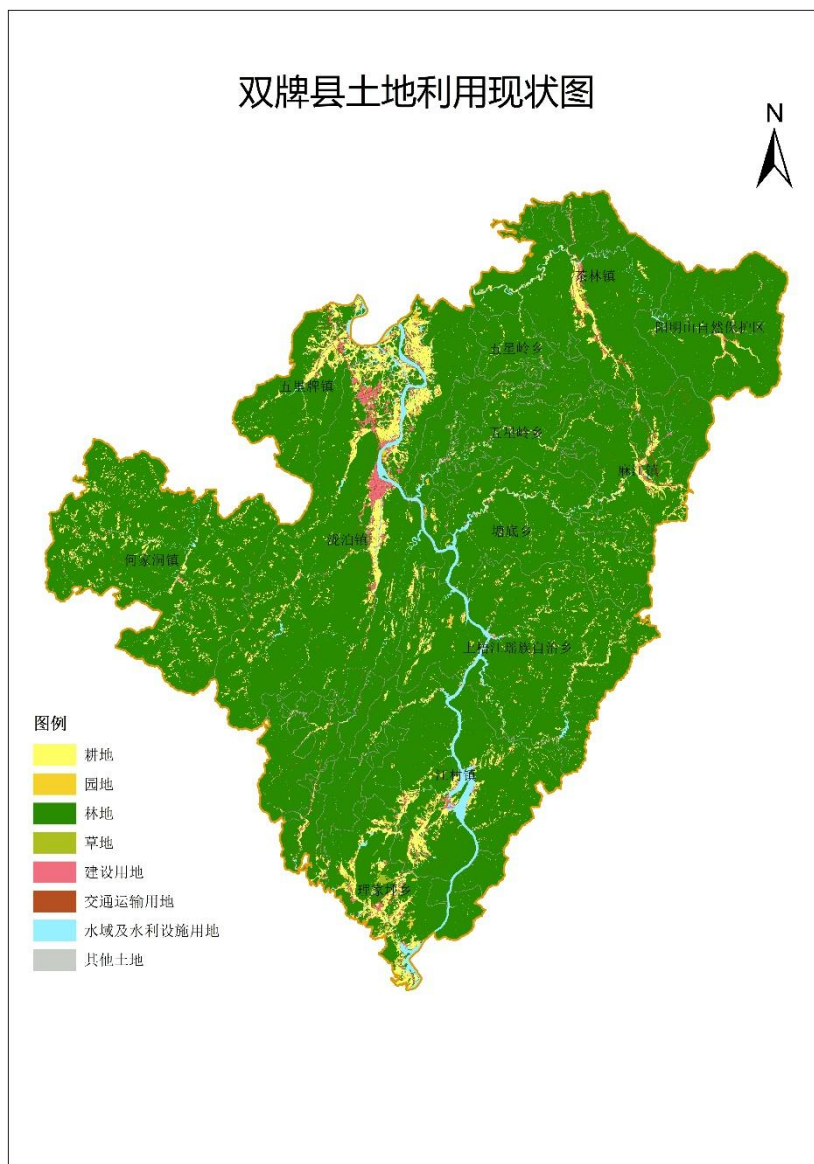 双牌县土地利用现状图
N
茶林镇
阳明山自然保护区
五星岭乡
五里牌镇
五星岭乡
麻江镇
塘底乡
泷泊镇
何家洞镇
上梧江瑶族自治乡
江村镇
理家坪乡
图例
耕地
园地
林地
草地
建设用地
交通运输用地
水域及水利设施用地
其他土地